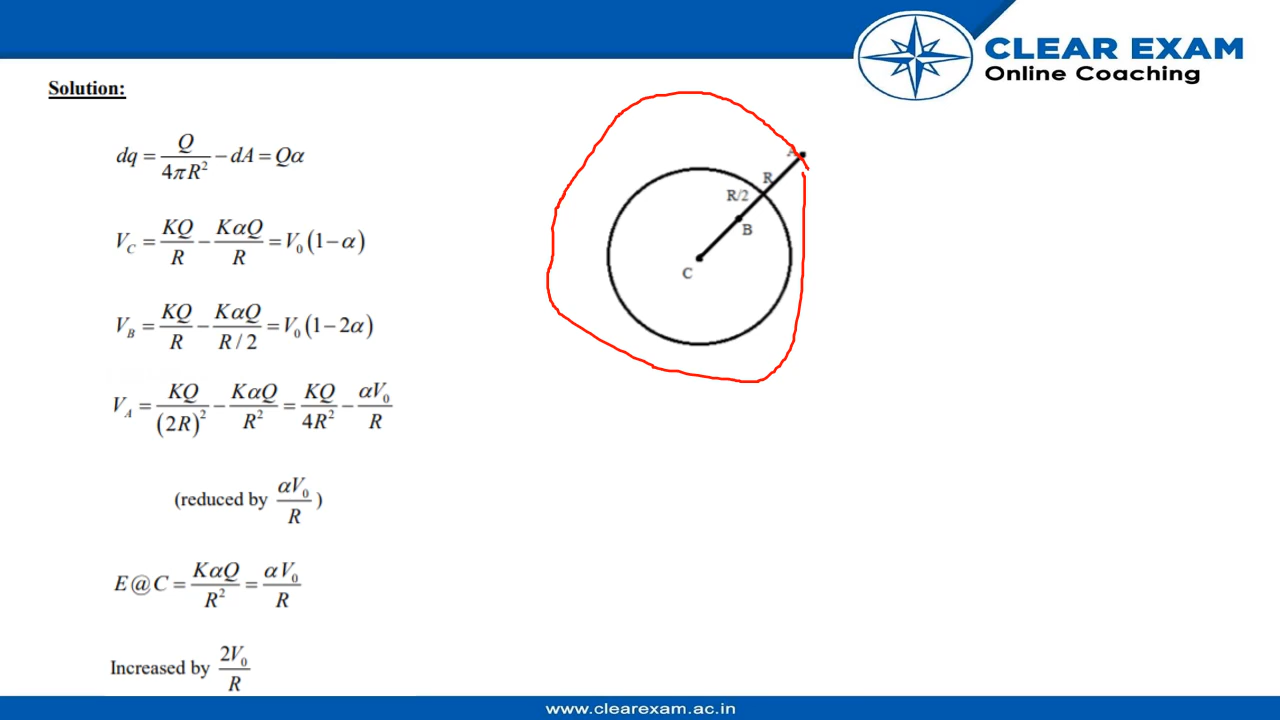 CLEAR EXAM
Online Coaching
Solution:
dq = Q / 4πR² − dA = Qα
V_C = KQ/R − KαQ/R = V₀(1−α)
V_B = KQ/R − KαQ/(R/2) = V₀(1−2α)
V_A = KQ/(2R)² − KαQ/R² = KQ/4R² − αV₀/R
(reduced by αV₀/R)
E@C = KαQ/R² = αV₀/R
Increased by 2V₀/R
A
R
R/2
B
C
www.clearexam.ac.in